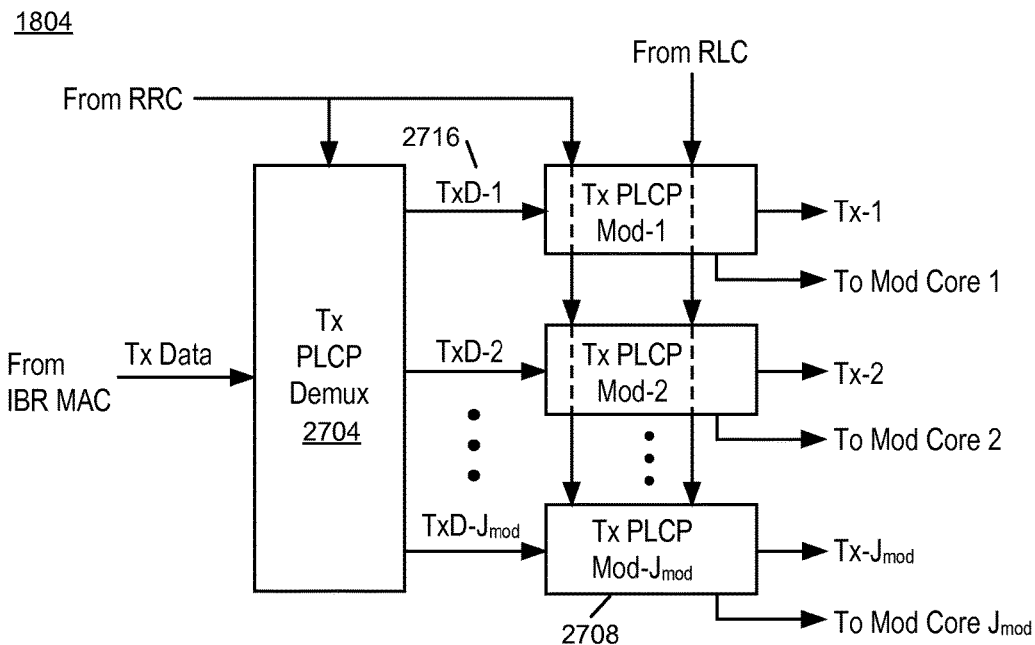 1804
From RLC
From RRC
2716
TxD-1
Tx PLCP
Mod-1
Tx-1
To Mod Core 1
From
IBR MAC
Tx Data
Tx
PLCP
Demux
2704
TxD-2
Tx PLCP
Mod-2
Tx-2
To Mod Core 2
TxD-Jmod
Tx PLCP
Mod-Jmod
Tx-Jmod
To Mod Core Jmod
2708